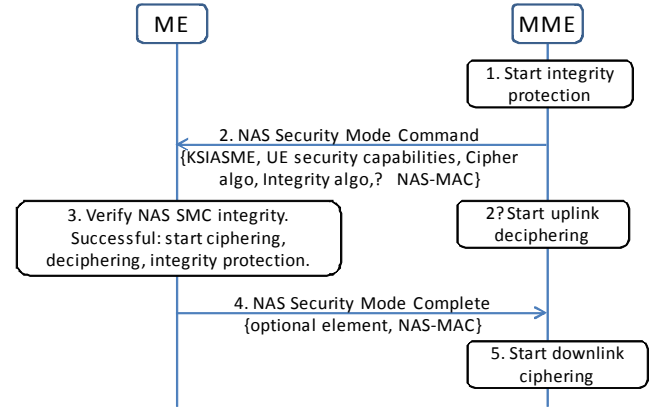 ME
MME
1. Start integrity
protection
2. NAS Security Mode Command
{KSIASME, UE security capabilities, Cipher
algo, Integrity algo,? NAS-MAC}
3. Verify NAS SMC integrity.
Successful: start ciphering,
deciphering, integrity protection.
2? Start uplink
deciphering
4. NAS Security Mode Complete
{optional element, NAS-MAC}
5. Start downlink
ciphering